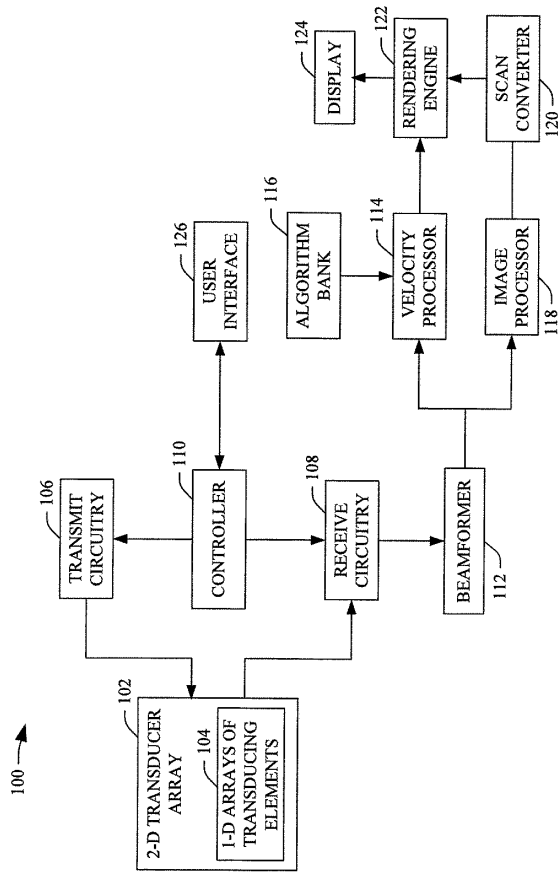 100
102
2-D TRANSDUCER
ARRAY
104
1-D ARRAYS OF
TRANSDUCING
ELEMENTS
106
TRANSMIT
CIRCUITRY
110
CONTROLLER
108
RECEIVE
CIRCUITRY
BEAMFORMER
112
126
USER
INTERFACE
116
ALGORITHM
BANK
114
VELOCITY
PROCESSOR
IMAGE
PROCESSOR
118
124
DISPLAY
122
RENDERING
ENGINE
SCAN
CONVERTER
120